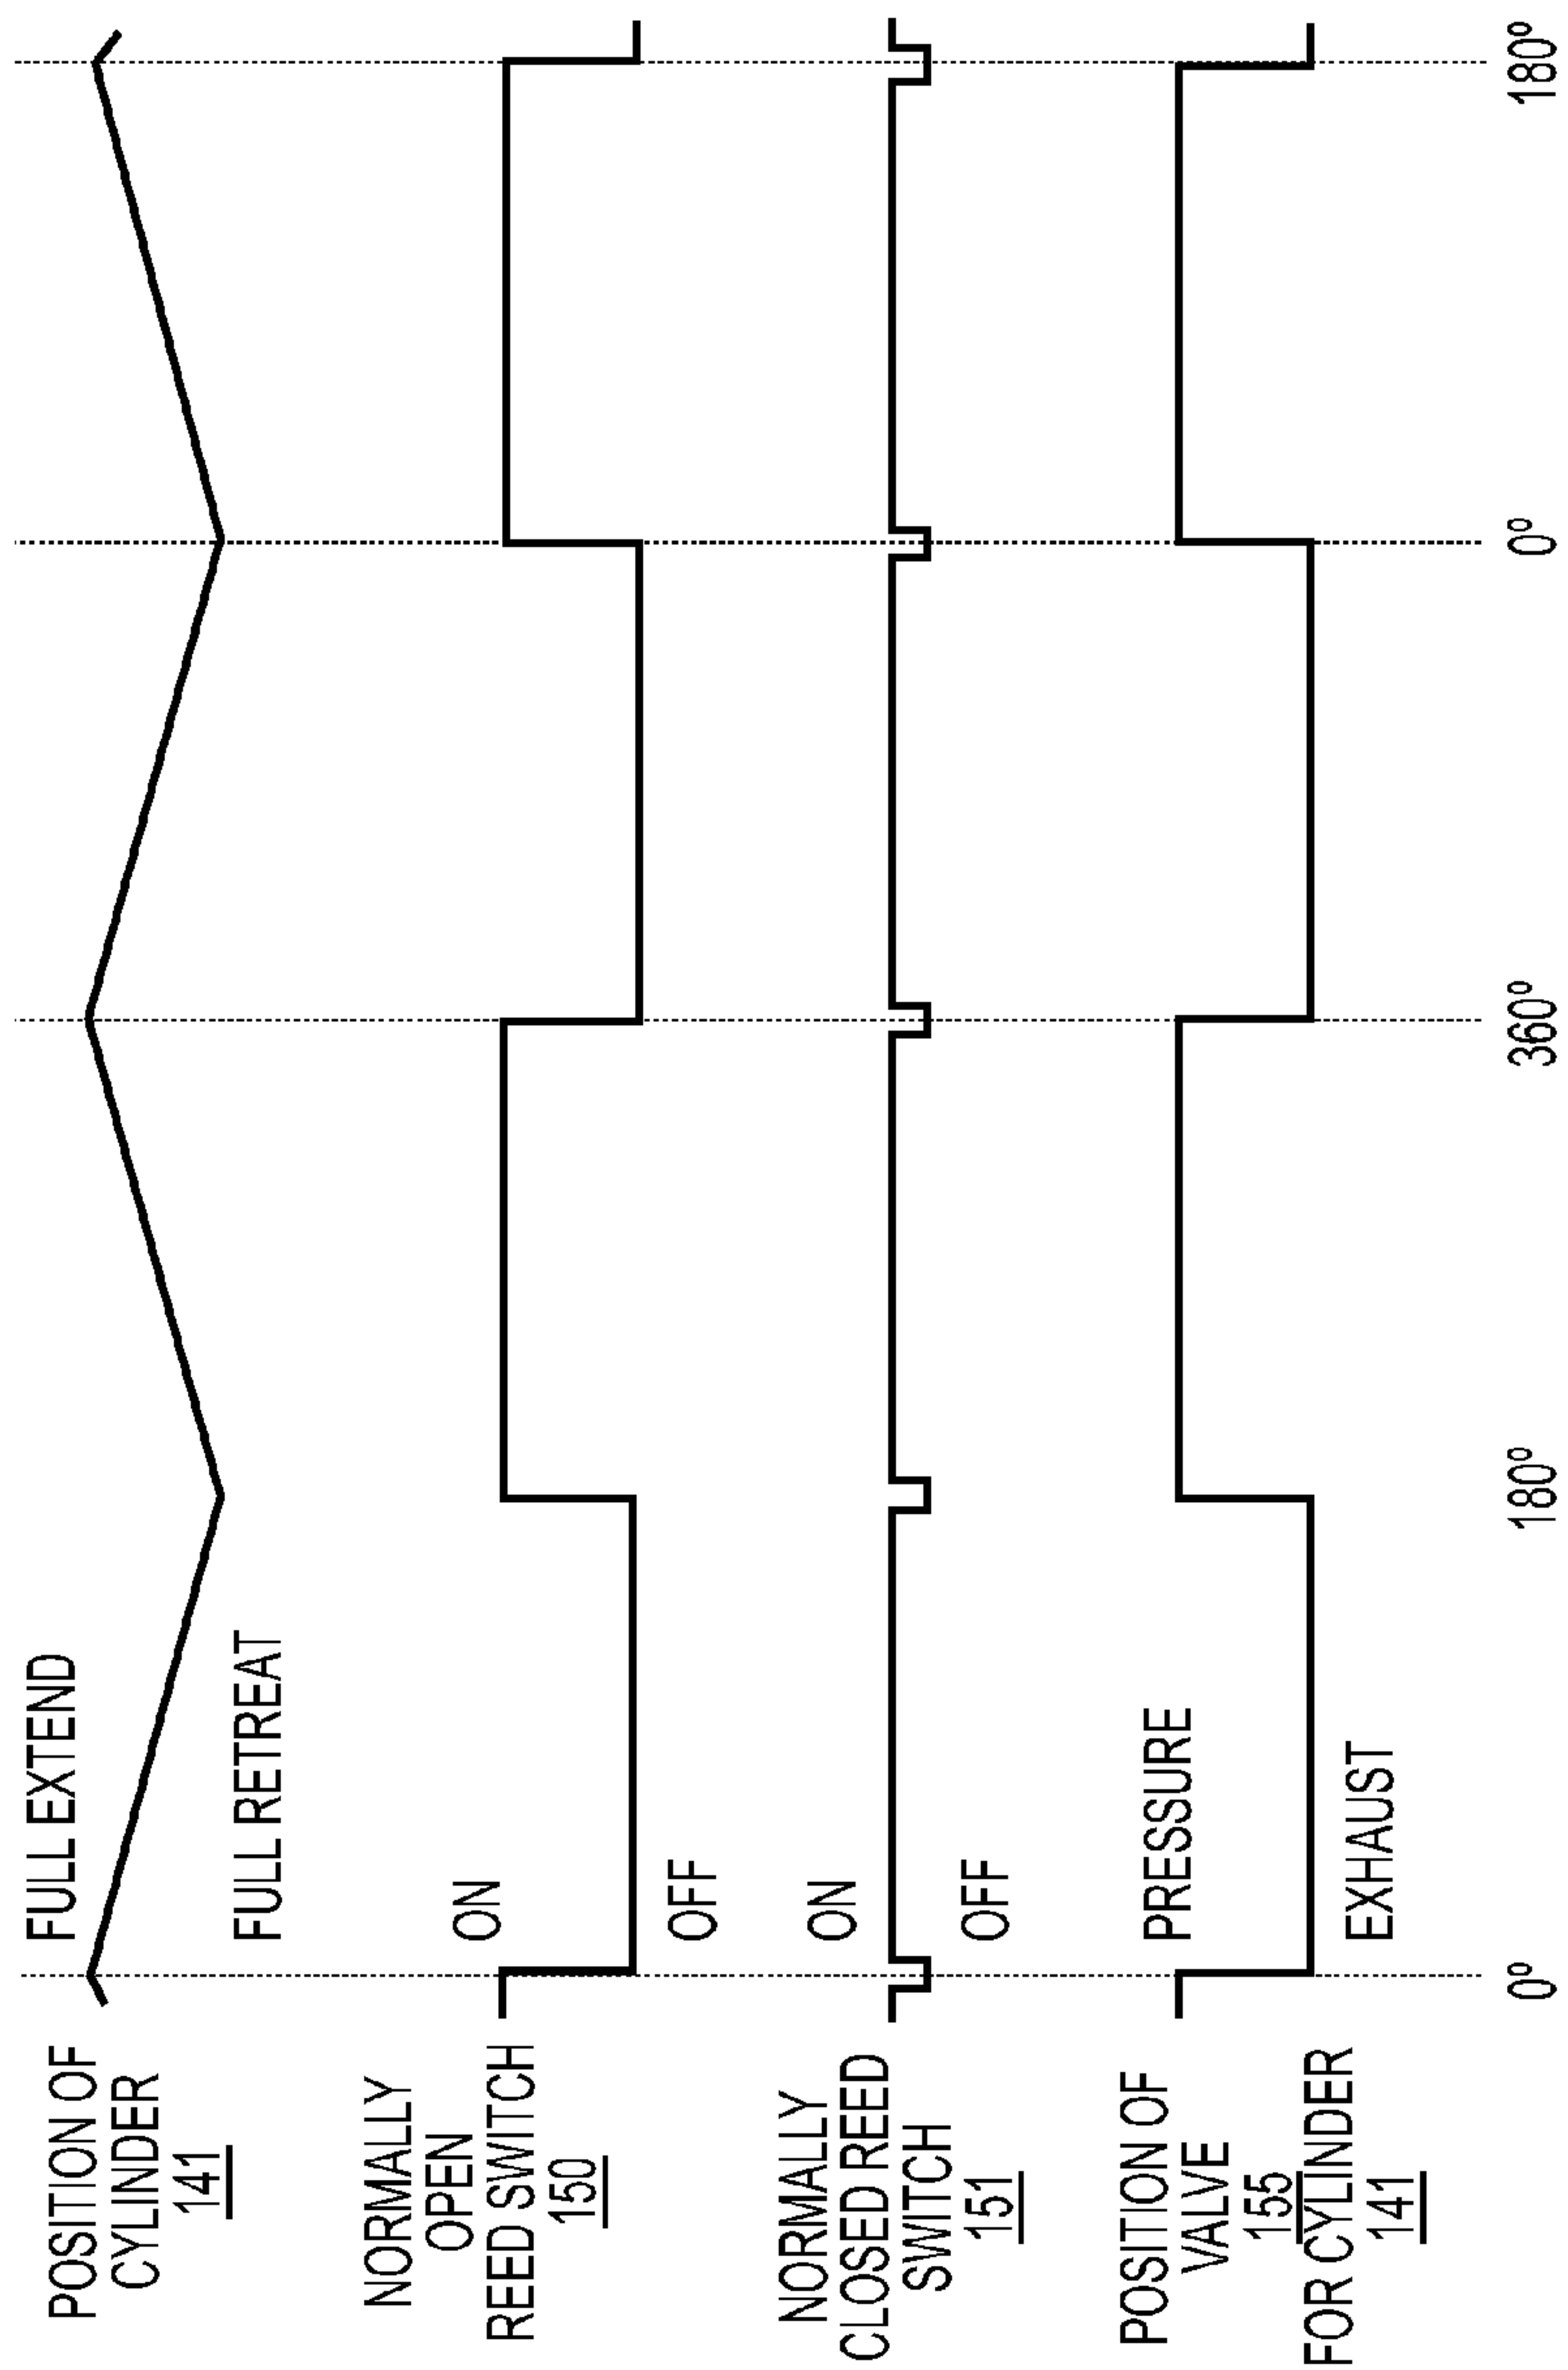 POSITION OF
CYLIINDER
141
FULL EXTEND
FULL RETREAT
NORMALLY
OPEN
REED SWITCH
150
ON
OFF
NORMALLY
CLOSED REED
SWITCH
151
ON
OFF
POSITION OF
VALVE
155
FOR CYLINDER
141
PRESSURE
EXHAUST
0°
180°
360°
0°
180°